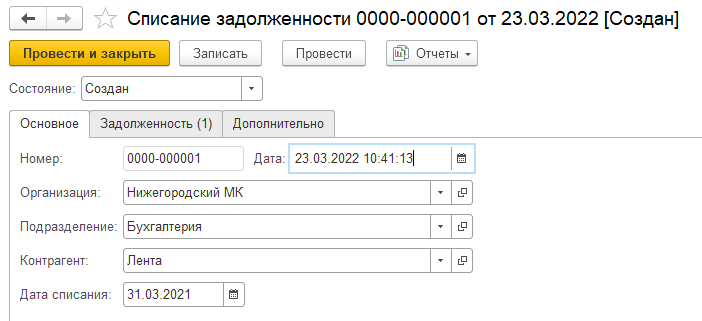 Списание задолженности 0000-000001 от 23.03.2022 [Создан]
Провести и закрыть Записать Провести Отчеты
Состояние: Создан
Основное Задолженность (1) Дополнительно
Номер: 0000-000001 Дата: 23.03.2022 10:41:13
Организация: Нижегородский МК
Подразделение: Бухгалтерия
Контрагент: Лента
Дата списания: 31.03.2021